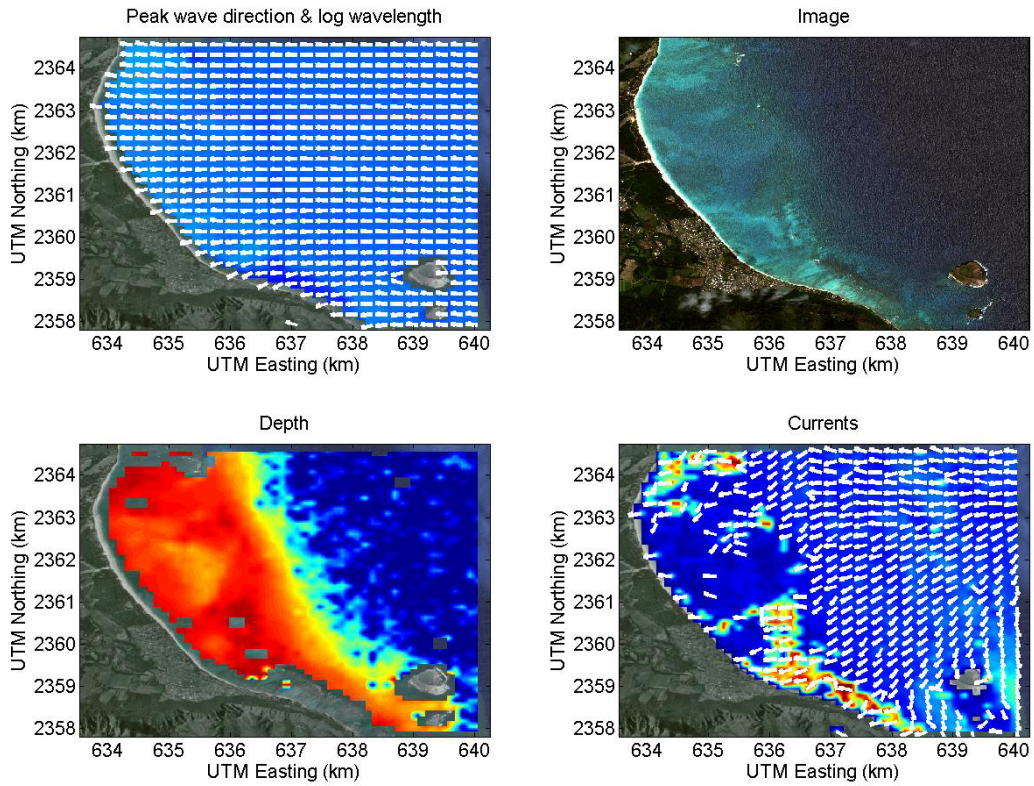 Peak wave direction & log wavelength
2364
2363
2362
2361
2360
2359
2358
UTM Northing (km)
634 635 636 637 638 639 640
UTM Easting (km)
Image
2364
2363
2362
2361
2360
2359
2358
UTM Northing (km)
634 635 636 637 638 639 640
UTM Easting (km)
Depth
2364
2363
2362
2361
2360
2359
2358
UTM Northing (km)
634 635 636 637 638 639 640
UTM Easting (km)
Currents
2364
2363
2362
2361
2360
2359
2358
UTM Northing (km)
634 635 636 637 638 639 640
UTM Easting (km)